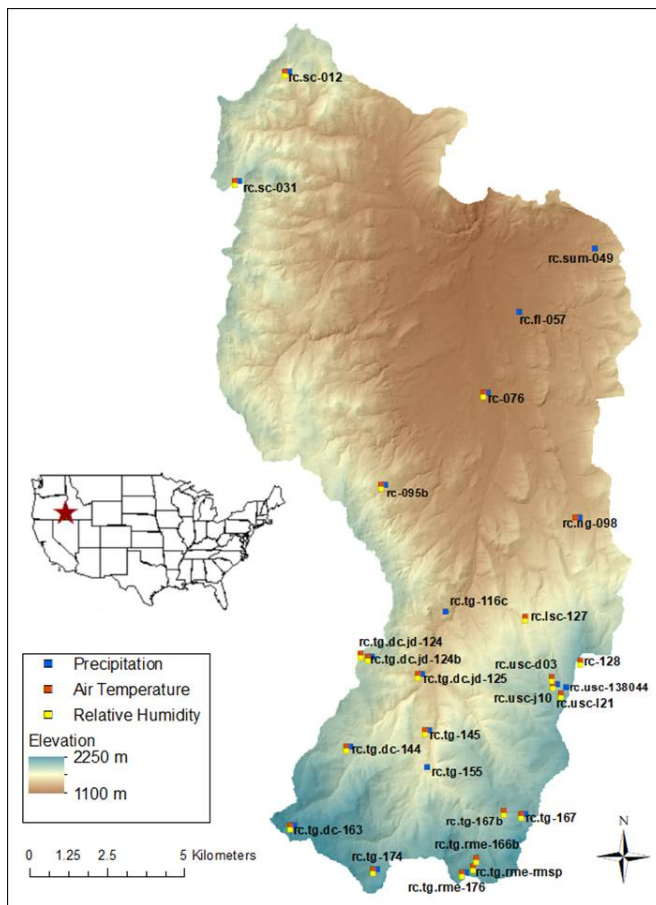 rc.sc-012
rc.sc-031
rc.sum-049
rc.fl-057
rc-076
rc-095b
rc.ng-098
rc.tg-116c
rc.lsc-127
rc.tg.dc.jd-124
rc.tg.dc.jd-124b
rc-128
rc.usc-d03
rc.tg.dc.jd-125
rc.usc-138044
rc.usc-j10
rc.usc-l21
rc.tg-145
rc.tg.dc-144
rc.tg-155
rc.tg-167b
rc.tg-167
rc.tg.dc-163
rc.tg.rme-166b
rc.tg-174
rc.tg.rme-rmsp
rc.tg.rme-176
Precipitation
Air Temperature
Relative Humidity
Elevation
2250 m
1100 m
0 1.25 2.5 5 Kilometers
N